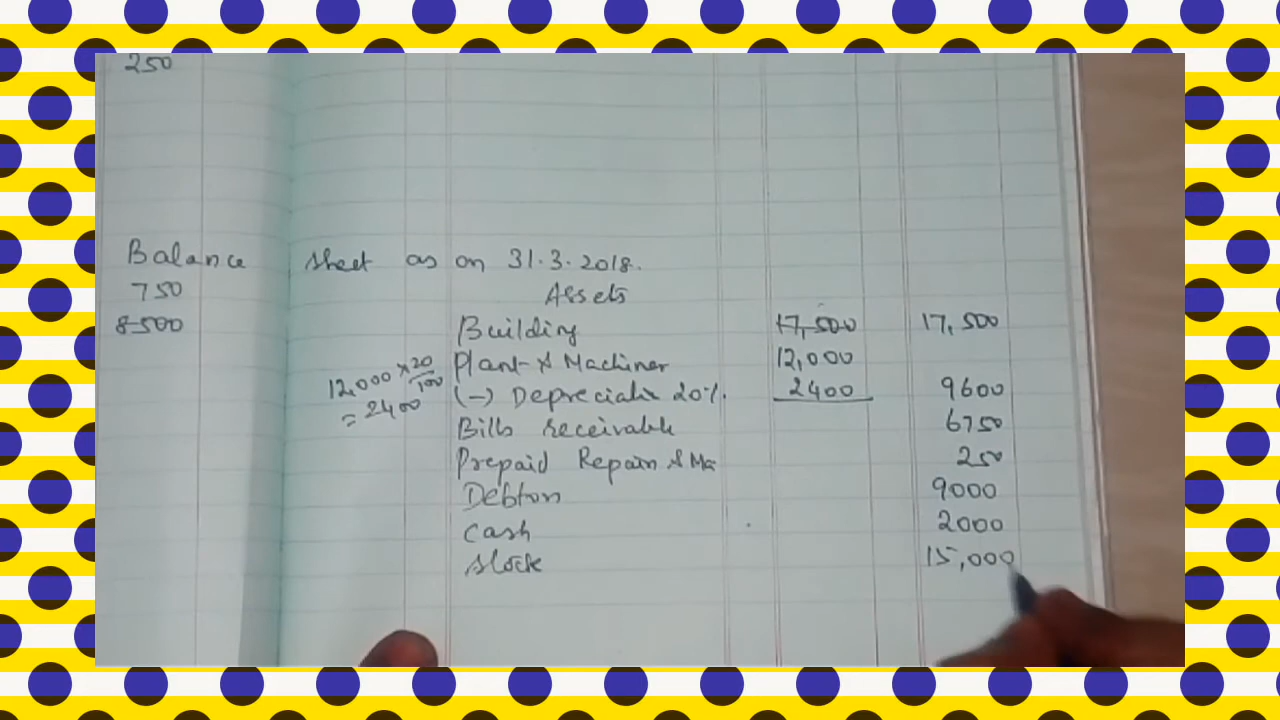 250
Balance sheet as on 31.3.2018.
750 Assets
8500 Building 17,500 17,500
Plant & Machiner 12,000
12,000 × 20/100 (-) Depreciatin 20%. 2400 9600
= 2400
Bills receivable 6750
Prepaid Repair & Ma 250
Debtors 9000
Cash 2000
Stock 15,000